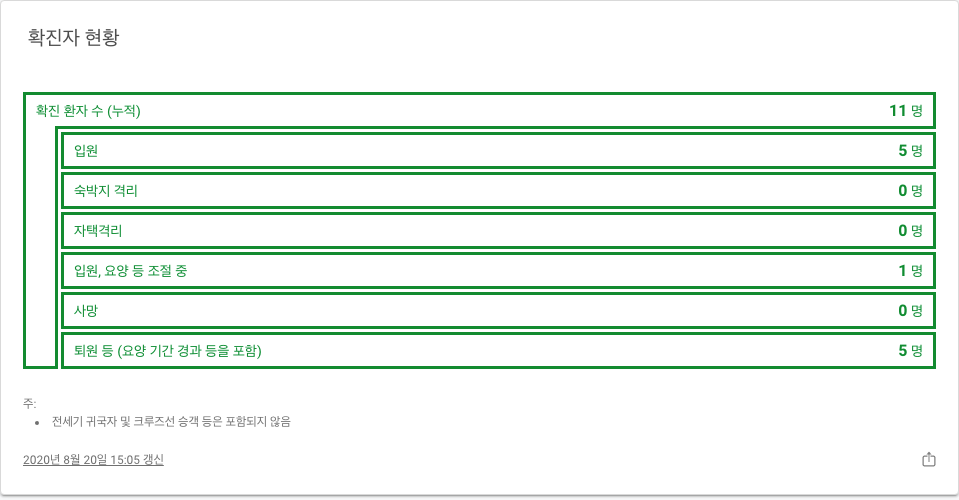 확진자 현황
확진 환자 수 (누적) 11 명
입원 5 명
숙박지 격리 0 명
자택격리 0 명
입원, 요양 등 조절 중 1 명
사망 0 명
퇴원 등 (요양 기간 경과 등을 포함) 5 명
주:
• 전세기 귀국자 및 크루즈선 승객 등은 포함되지 않음
2020년 8월 20일 15:05 갱신